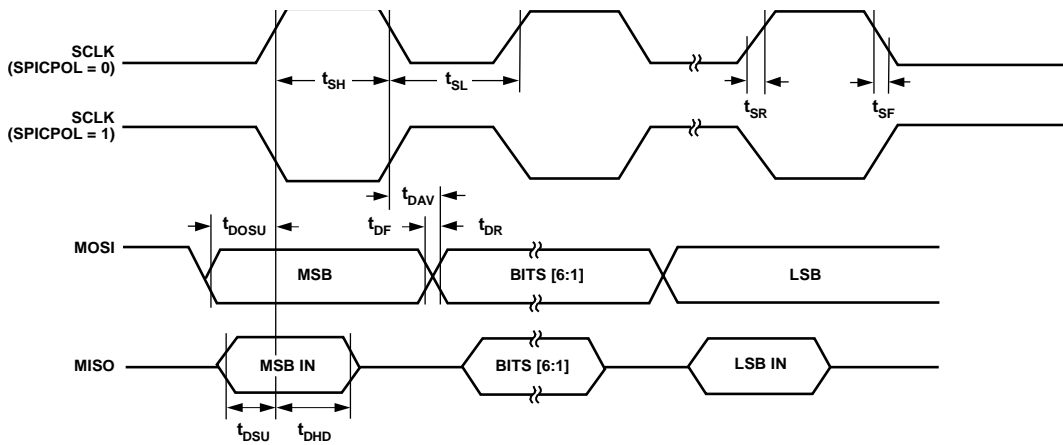 SCLK
(SPICPOL = 0)
tSH
tSL
tSR
tSF
SCLK
(SPICPOL = 1)
tDAV
tDOSU
tDF
tDR
MOSI
MSB
BITS [6:1]
LSB
MISO
MSB IN
BITS [6:1]
LSB IN
tDSU
tDHD